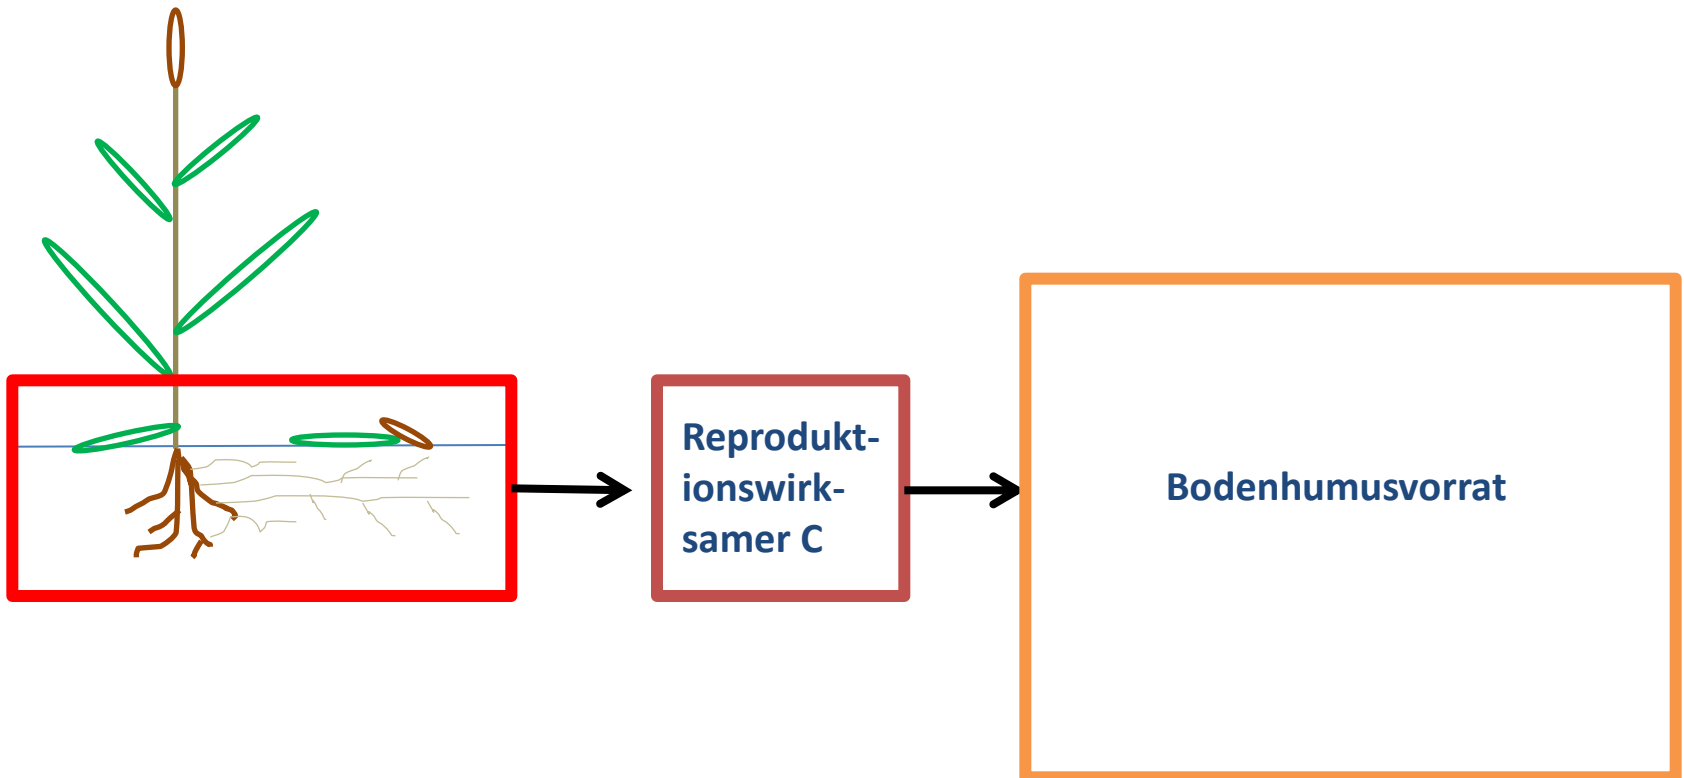 Reprodukt-
ionswirk-
samer C
Bodenhumusvorrat